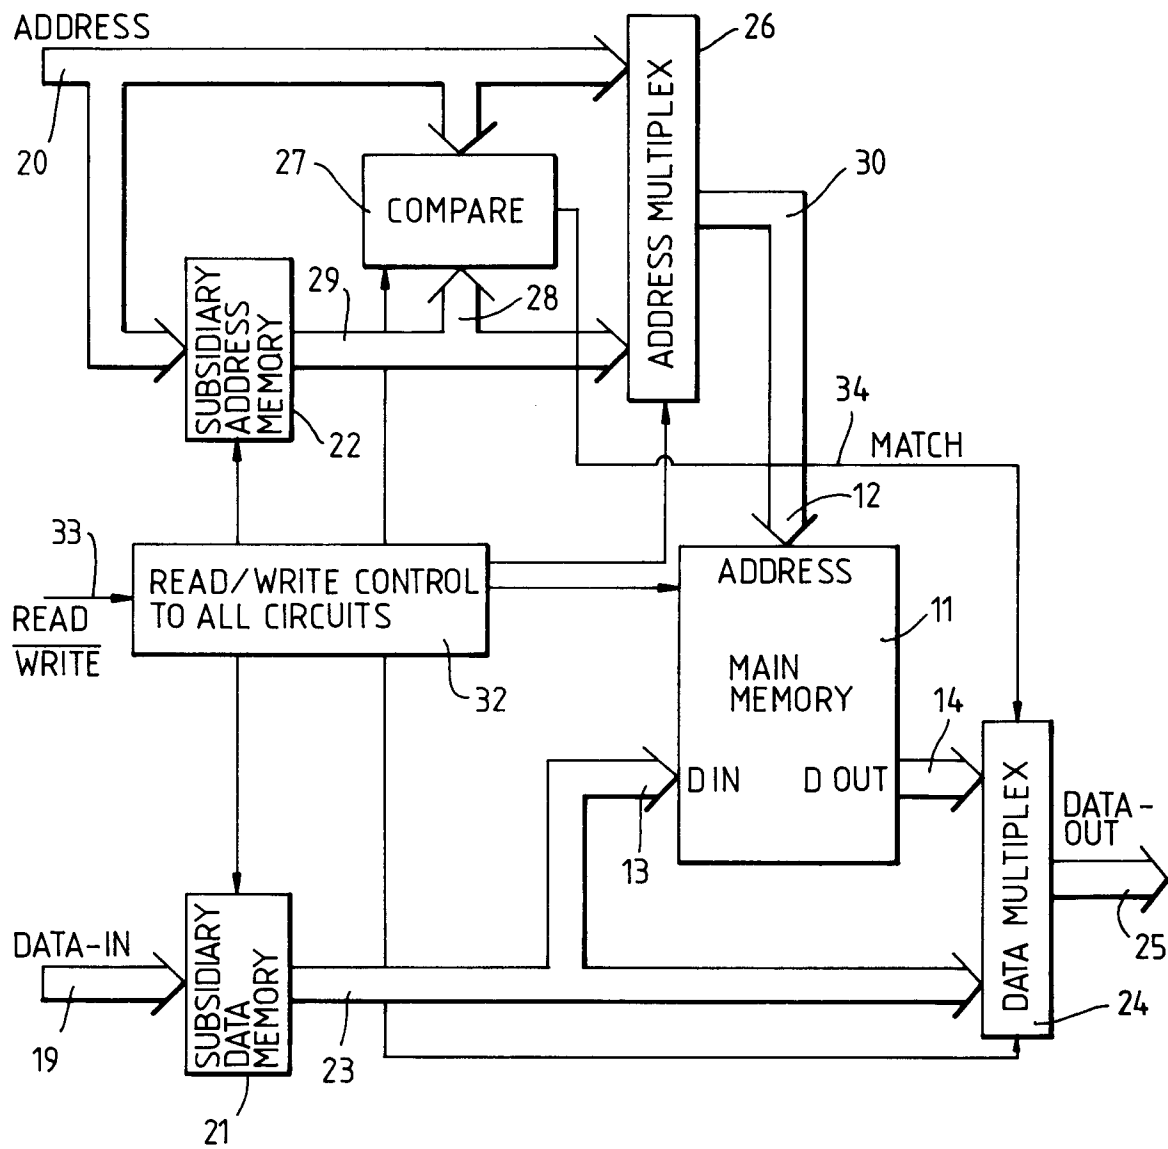 ADDRESS
26
20
27
COMPARE
ADDRESS MULTIPLEX
30
SUBSIDIARY
ADDRESS
MEMORY
29
28
22
34
MATCH
12
33
READ
WRITE
READ/WRITE CONTROL
TO ALL CIRCUITS
32
ADDRESS
11
MAIN
MEMORY
14
D IN
D OUT
13
DATA MULTIPLEX
DATA-
OUT
25
24
DATA-IN
19
SUBSIDIARY
DATA
MEMORY
23
21